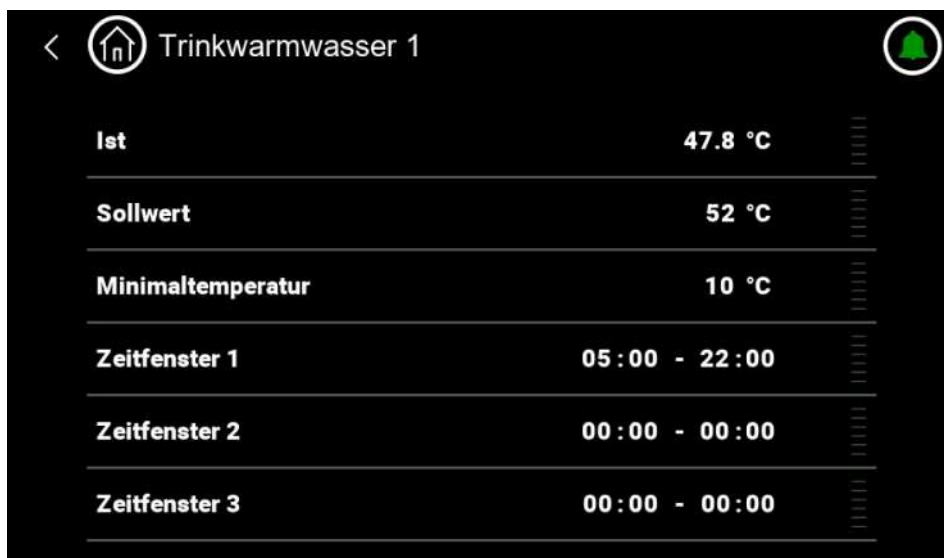 Trinkwarmwasser 1
Ist 47.8 °C
Sollwert 52 °C
Minimaltemperatur 10 °C
Zeitfenster 1 05:00 - 22:00
Zeitfenster 2 00:00 - 00:00
Zeitfenster 3 00:00 - 00:00